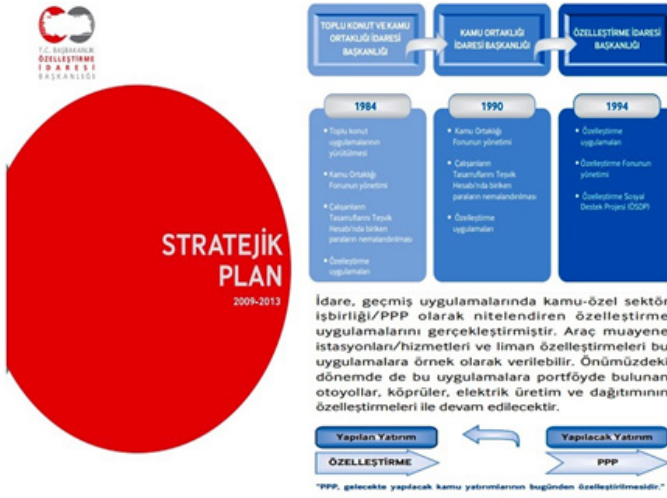 T.C. BAŞBAKANLIK
ÖZELLEŞTİRME
İDARESİ
BAŞKANLIĞI
STRATEJİK
PLAN
2009-2013
TOPLU KONUT VE KAMU
ORTAKLIĞI İDARESİ
BAŞKANLIĞI
KAMU ORTAKLIĞI
İDARESİ BAŞKANLIĞI
ÖZELLEŞTİRME İDARESİ
BAŞKANLIĞI
1984
• Toplu konut
uygulamalarının
yürütülmesi
• Kamu Ortaklığı
Fonunun yönetimi
• Çalışanların
Tasarruflarını Teşvik
Hesabı'nda biriken
paraların nemalandırılması
• Özelleştirme
uygulamaları
1990
• Kamu Ortaklığı
Fonunun yönetimi
• Çalışanların
Tasarruflarını Teşvik
Hesabı'nda biriken
paraların nemalandırılması
• Özelleştirme
uygulamaları
1994
• Özelleştirme
uygulamaları
• Özelleştirme Fonunun
yönetimi
• Özelleştirme Sosyal
Destek Projesi (ÖSDP)
İdare, geçmiş uygulamalarında kamu-özel sektör
işbirliği/PPP olarak nitelendiren özelleştirme
uygulamalarını gerçekleştirmiştir. Araç muayene
istasyonları/hizmetleri ve liman özelleştirmeleri bu
uygulamalara örnek olarak verilebilir. Önümüzdeki
dönemde de bu uygulamalara portföyde bulunan
otoyollar, köprüler, elektrik üretim ve dağıtımının
özelleştirmeleri ile devam edilecektir.
Yapılan Yatırım
Yapılacak Yatırım
ÖZELLEŞTİRME
PPP
"PPP, gelecekte yapılacak kamu yatırımlarının bugünden özelleştirilmesidir."